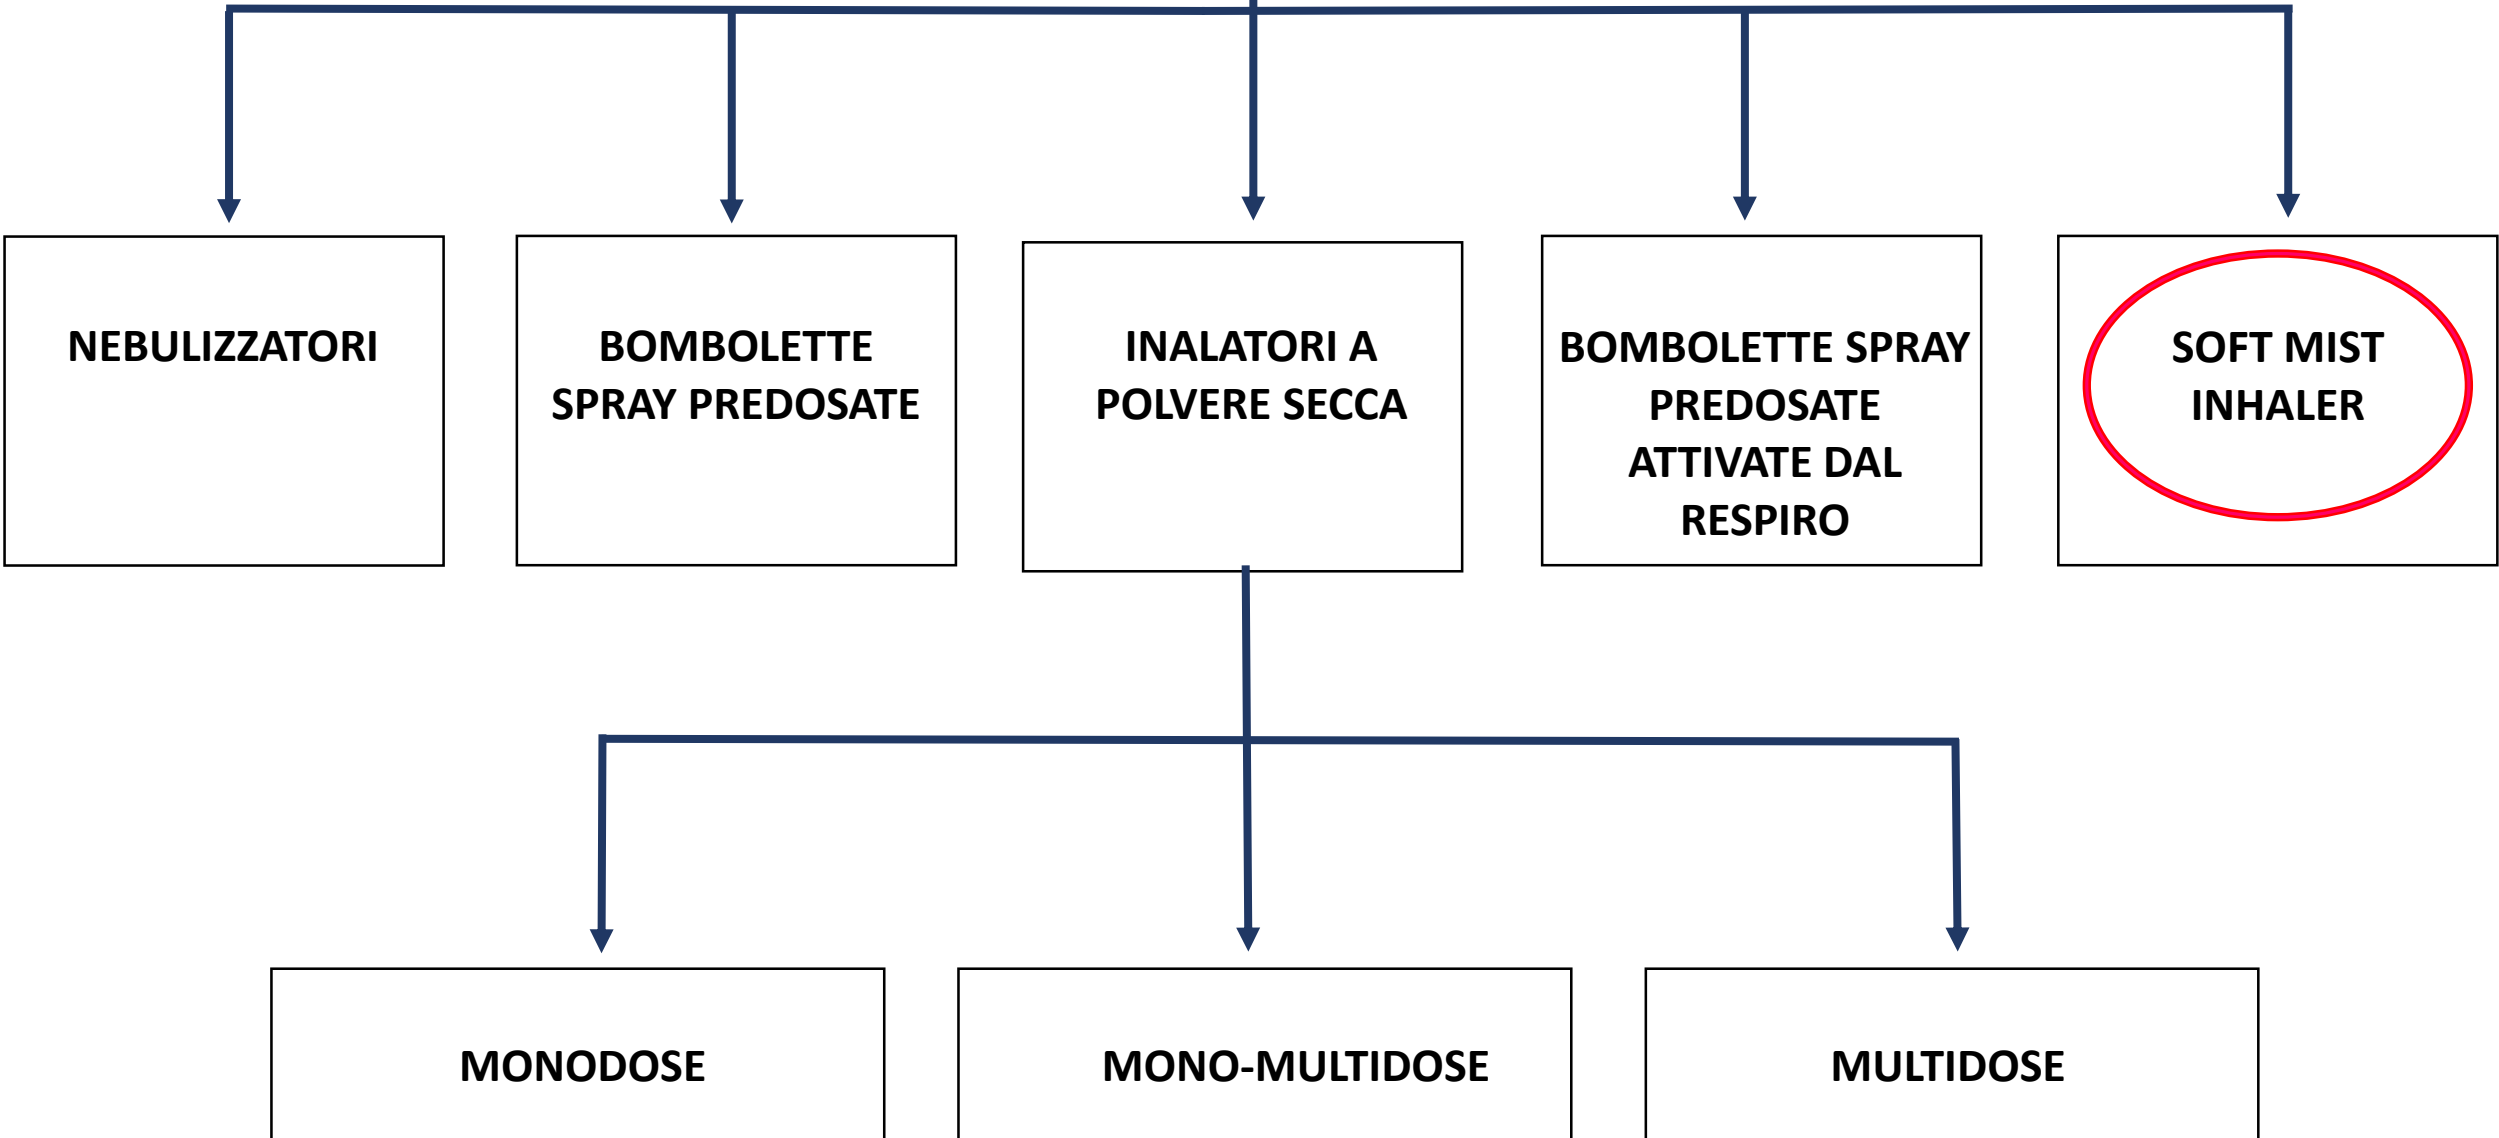 NEBULIZZATORI
BOMBOLETTE
SPRAY PREDOSATE
INALATORI A
POLVERE SECCA
BOMBOLETTE SPRAY
PREDOSATE
ATTIVATE DAL
RESPIRO
SOFT MIST
INHALER
MONODOSE
MONO-MULTIDOSE
MULTIDOSE